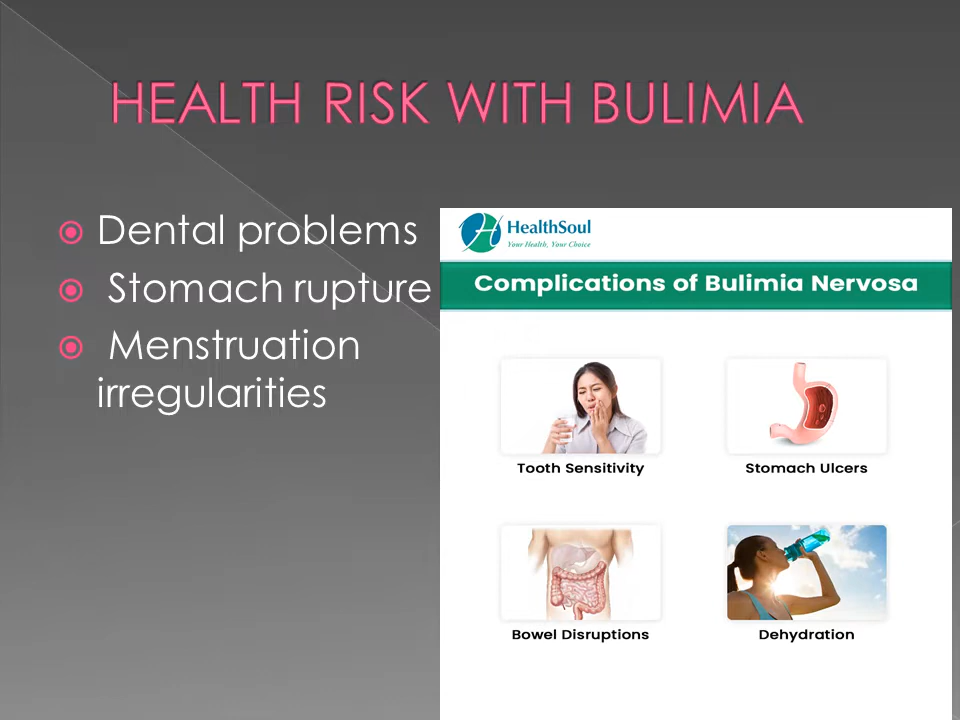 HEALTH RISK WITH BULIMIA
Dental problems
Stomach rupture
Menstruation
irregularities
HealthSoul
Your Health, Your Choice
Complications of Bulimia Nervosa
Tooth Sensitivity
Stomach Ulcers
Bowel Disruptions
Dehydration